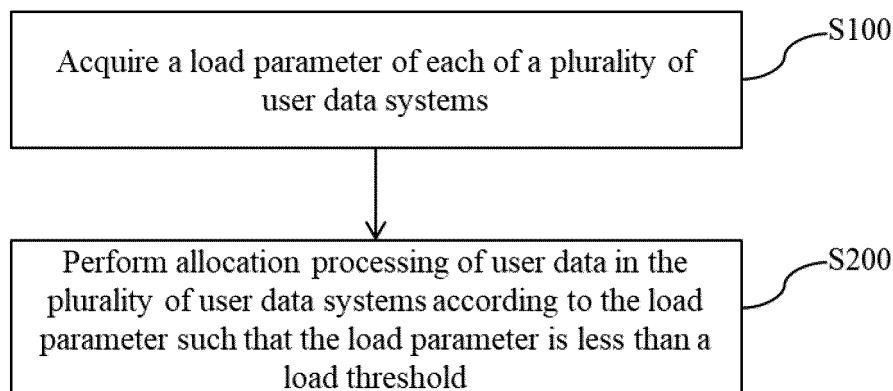 Acquire a load parameter of each of a plurality of
user data systems
S100
Perform allocation processing of user data in the
plurality of user data systems according to the load
parameter such that the load parameter is less than a
load threshold
S200